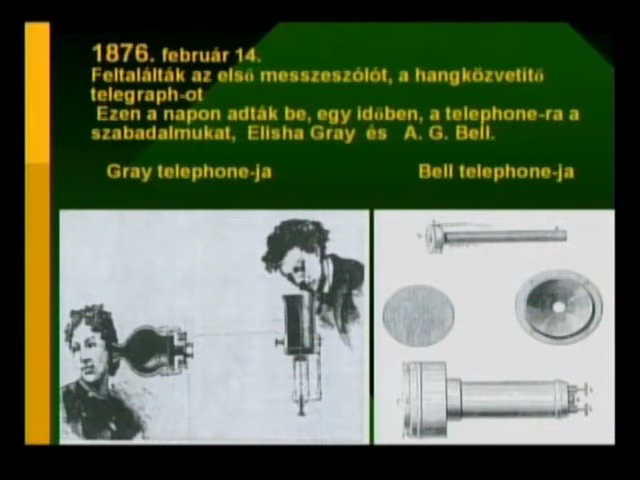 1876. február 14.
Feltalálták az első messzeszólót, a hangközvetitő
telegraph-ot
Ezen a napon adták be, egy időben, a telephone-ra a
szabadalmukat, Elisha Gray és A. G. Bell.
Gray telephone-ja Bell telephone-ja